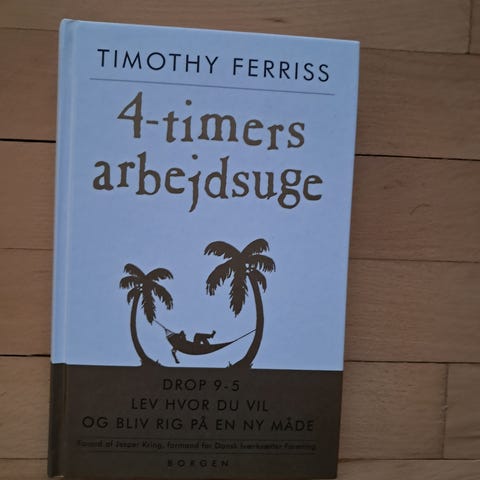 TIMOTHY FERRISS
4-timers
arbejdsuge
DROP 9-5
LEV HVOR DU VIL
OG BLIV RIG PÅ EN NY MÅDE
Forord af Jesper Kring, formand for Dansk Iværksætter Forening
BORGEN